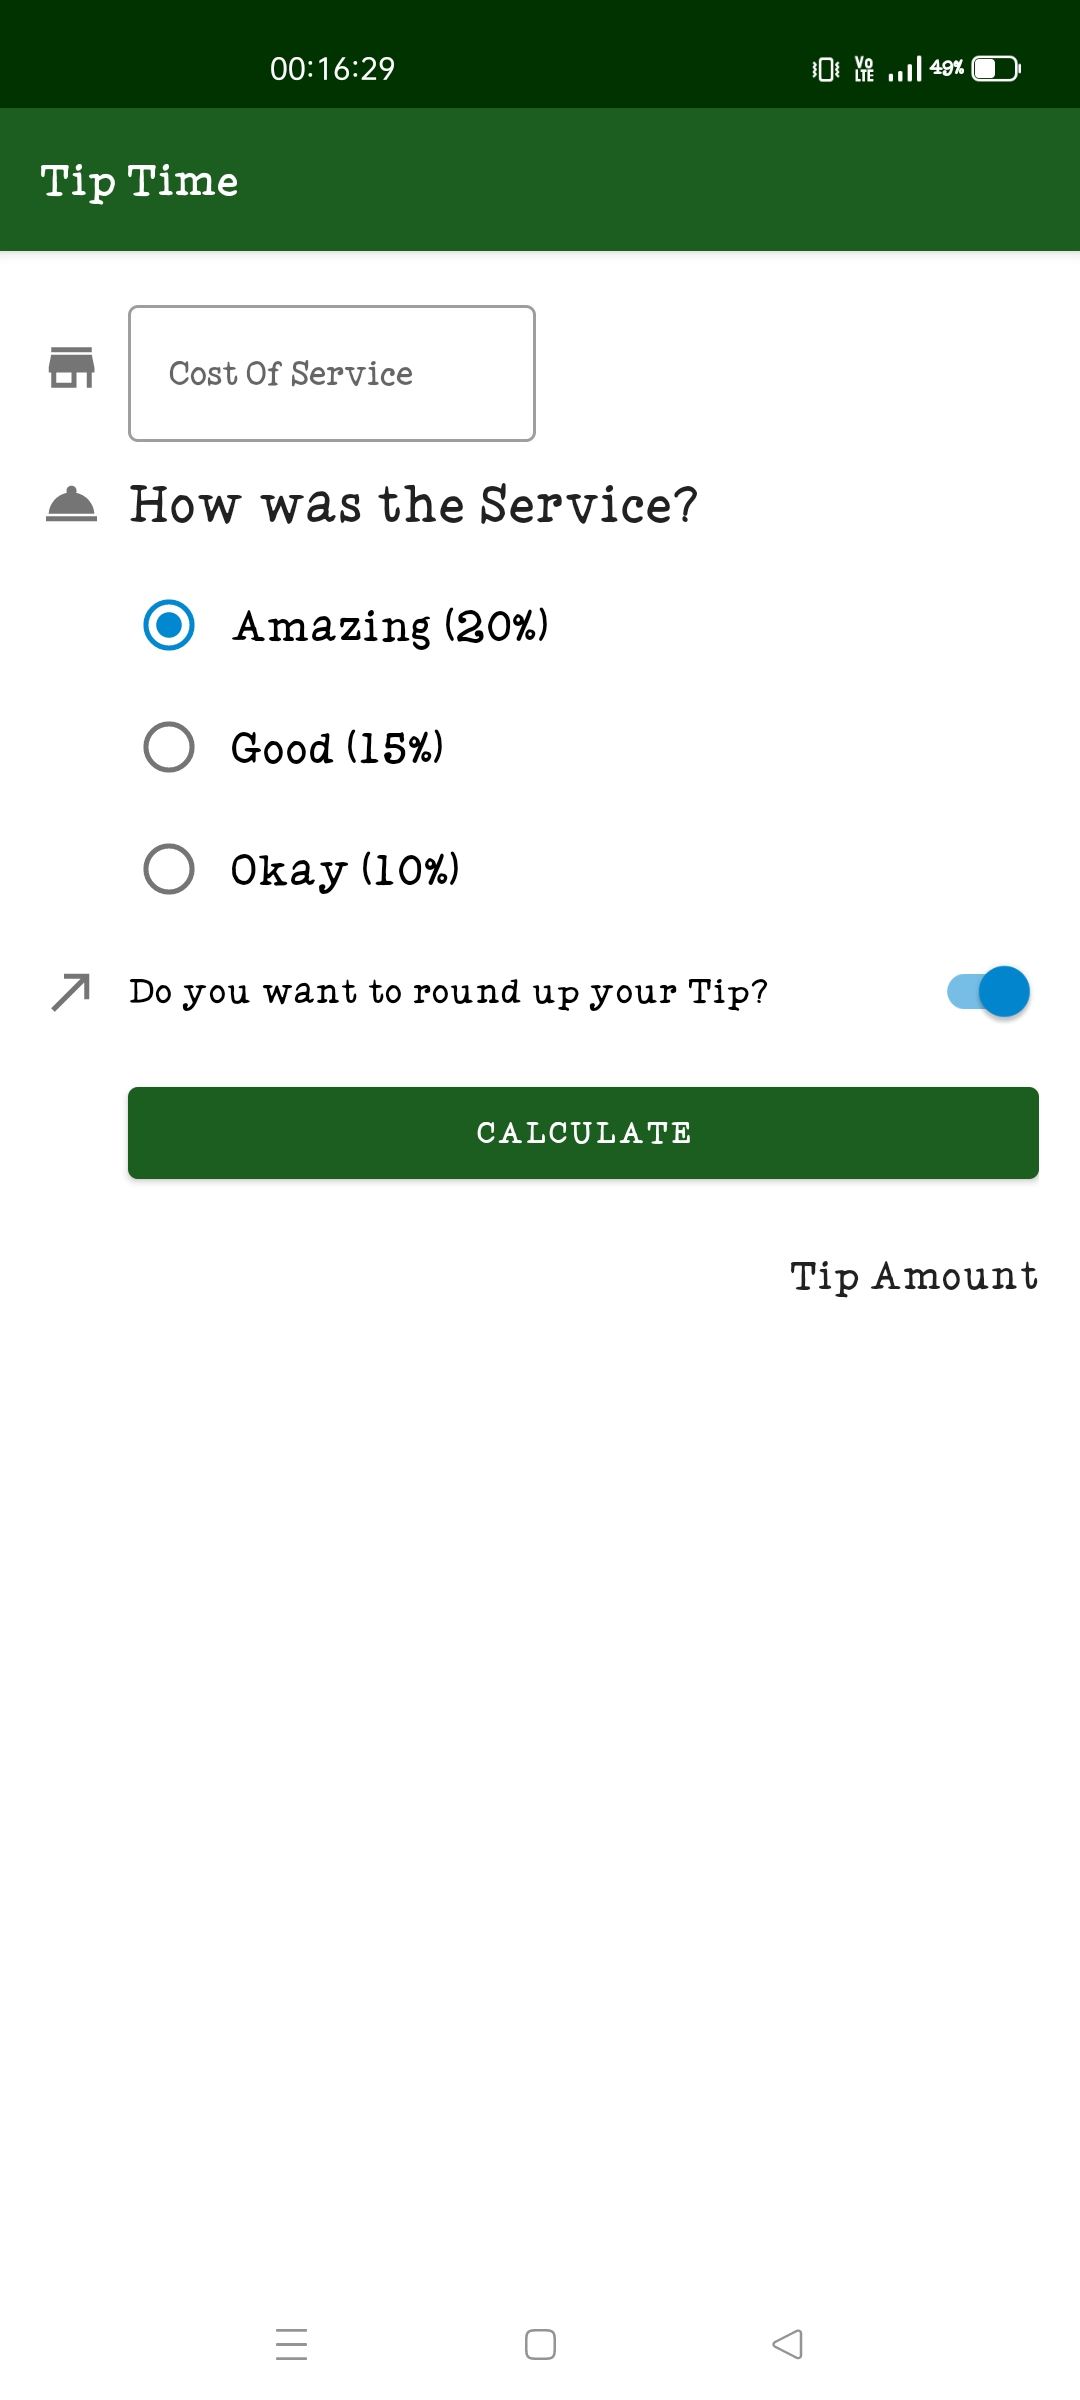 00:16:29 Vo LTE 49%
Tip Time
Cost Of Service
How was the Service?
Amazing (20%)
Good (15%)
Okay (10%)
Do you want to round up your Tip?
CALCULATE
Tip Amount